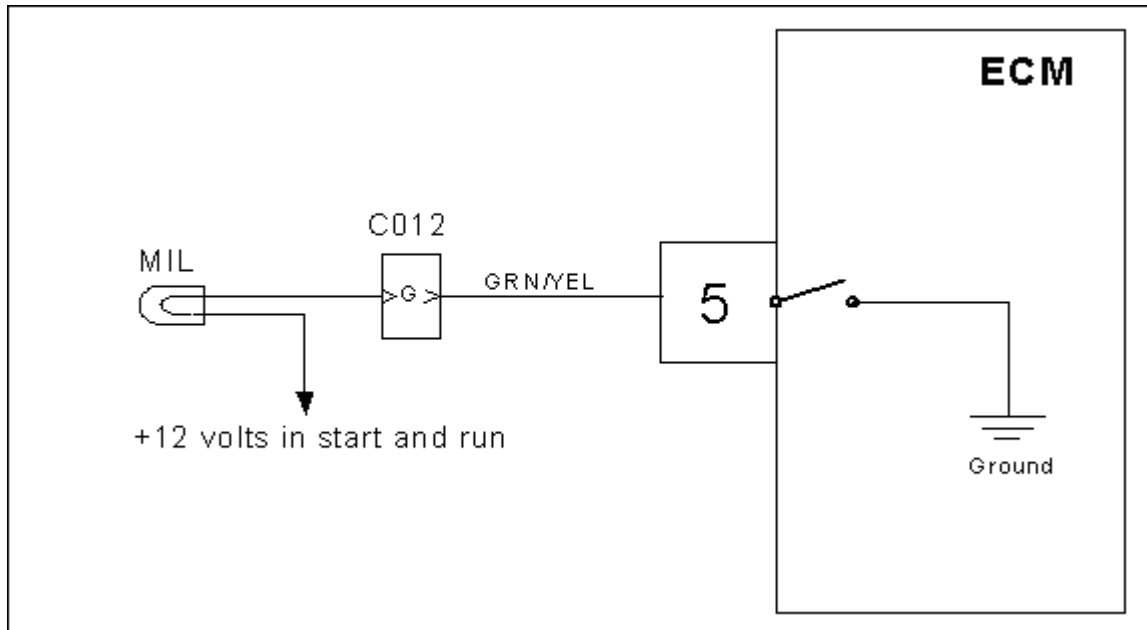 ECM
C012
MIL
G
GRN/YEL
5
+12 volts in start and run
Ground